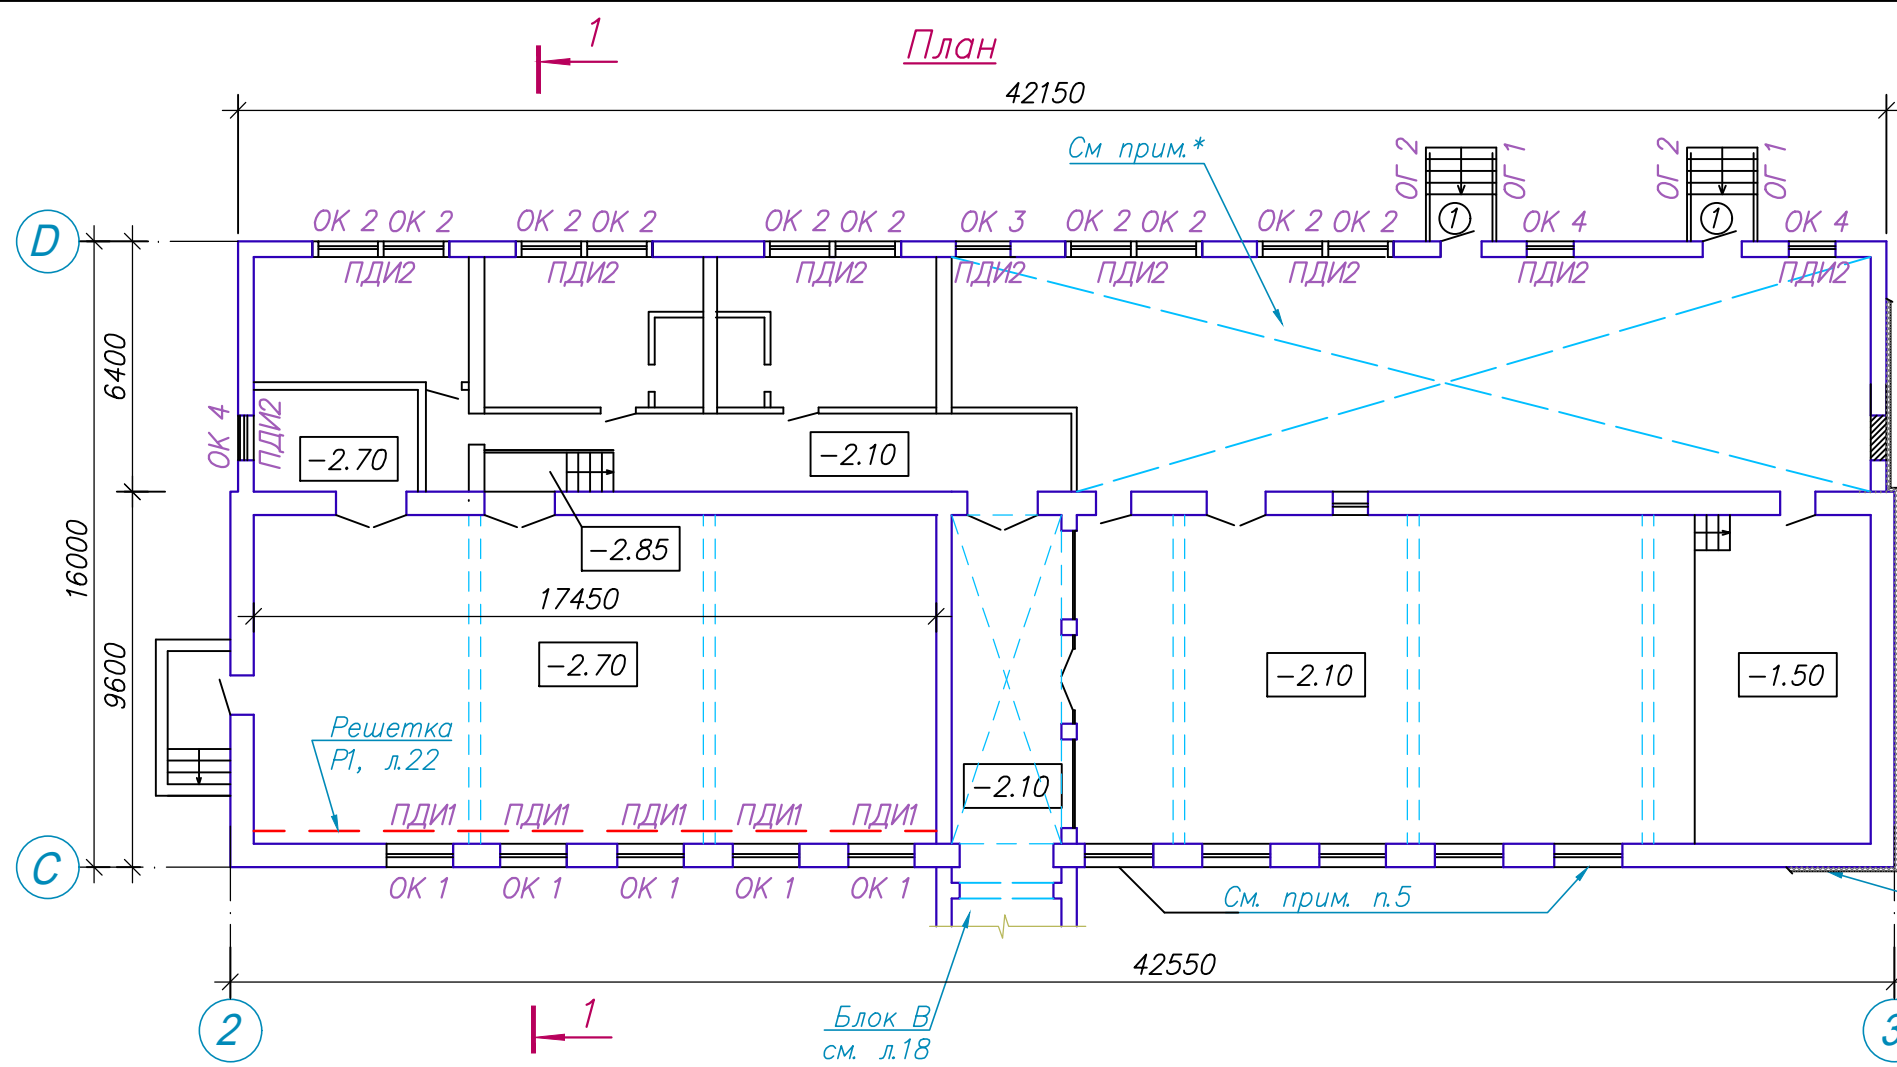 1
План
42150
См прим.*
ОГ 2
ОГ 1
ОГ 2
ОГ 1
ОК 2 ОК 2
ОК 2 ОК 2
ОК 2 ОК 2
ОК 3
ОК 2 ОК 2
ОК 2 ОК 2
1
ОК 4
1
ОК 4
D
ПДИ2
ПДИ2
ПДИ2
ПДИ2
ПДИ2
ПДИ2
ПДИ2
ПДИ2
6400
ОК 4
ПДИ2
-2.70
-2.10
16000
-2.85
17450
9600
-2.70
-2.10
-1.50
Решетка
Р1, л.22
-2.10
ПДИ1
ПДИ1
ПДИ1
ПДИ1
ПДИ1
С
ОК 1
ОК 1
ОК 1
ОК 1
ОК 1
См. прим. п.5
42550
2
1
Блок В
см. л.18
3